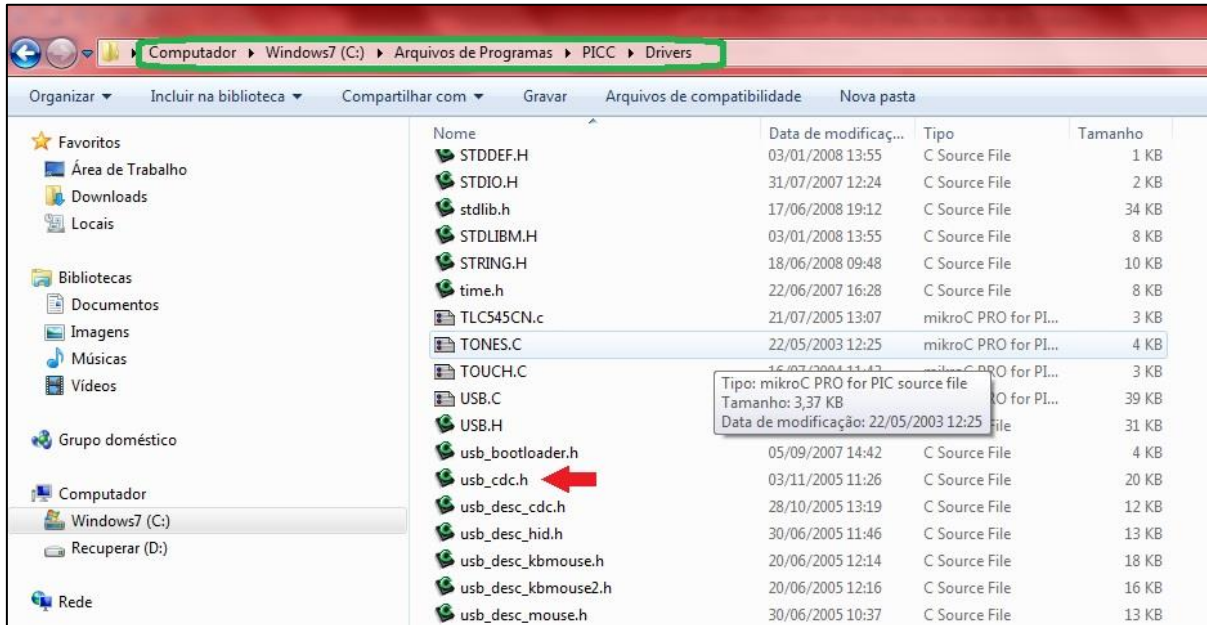 Computador ▸ Windows7 (C:) ▸ Arquivos de Programas ▸ PICC ▸ Drivers
Organizar Incluir na biblioteca Compartilhar com Gravar Arquivos de compatibilidade Nova pasta
Favoritos
Área de Trabalho
Downloads
Locais
Bibliotecas
Documentos
Imagens
Músicas
Vídeos
Grupo doméstico
Computador
Windows7 (C:)
Recuperar (D:)
Rede
Nome Data de modificaç... Tipo Tamanho
STDDEF.H 03/01/2008 13:55 C Source File 1 KB
STDIO.H 31/07/2007 12:24 C Source File 2 KB
stdlib.h 17/06/2008 19:12 C Source File 34 KB
STDLIBM.H 03/01/2008 13:55 C Source File 8 KB
STRING.H 18/06/2008 09:48 C Source File 10 KB
time.h 22/06/2007 16:28 C Source File 8 KB
TLC545CN.c 21/07/2005 13:07 mikroC PRO for PI... 3 KB
TONES.C 22/05/2003 12:25 mikroC PRO for PI... 4 KB
TOUCH.C for PI... 3 KB
USB.C RO for PI... 39 KB
USB.H File 31 KB
Tipo: mikroC PRO for PIC source file
Tamanho: 3,37 KB
Data de modificação: 22/05/2003 12:25
usb_bootloader.h 05/09/2007 14:42 C Source File 4 KB
usb_cdc.h 03/11/2005 11:26 C Source File 20 KB
usb_desc_cdc.h 28/10/2005 13:19 C Source File 12 KB
usb_desc_hid.h 30/06/2005 11:46 C Source File 13 KB
usb_desc_kbmouse.h 20/06/2005 12:14 C Source File 18 KB
usb_desc_kbmouse2.h 20/06/2005 12:16 C Source File 16 KB
usb_desc_mouse.h 30/06/2005 10:37 C Source File 13 KB